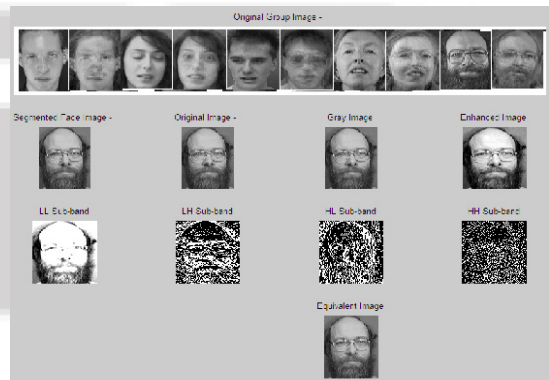 Original Group Image -
Segmented Face Image - Original Image - Gray Image Enhanced Image
LL Sub-band LH Sub-band HL Sub-band HH Sub-band
Equivalent Image